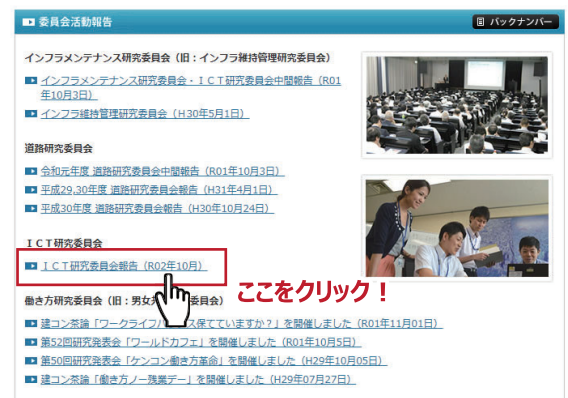 委員会活動報告
バックナンバー
インフラメンテナンス研究委員会（旧：インフラ維持管理研究委員会）
インフラメンテナンス研究委員会・ＩＣＴ研究委員会中間報告（R01
年10月3日）
インフラ維持管理研究委員会（Ｈ30年5月1日）
道路研究委員会
令和元年度 道路研究委員会中間報告（R01年10月3日）
平成29,30年度 道路研究委員会報告（H31年4月1日）
平成30年度 道路研究委員会報告（H30年10月24日）
ＩＣＴ研究委員会
ＩＣＴ研究委員会報告（R02年10月）
ここをクリック！
働き方研究委員会（旧：男女 委員会）
建コン茶論「ワークライフバ ス保てていますか？」を開催しました（R01年11月01日）
第52回研究発表会「ワールドカフェ」を開催しました（R01年10月5日）
第50回研究発表会「ケンコン働き方革命」を開催しました（H29年10月05日）
建コン茶論「働き方ノー残業デー」を開催しました（H29年07月27日）